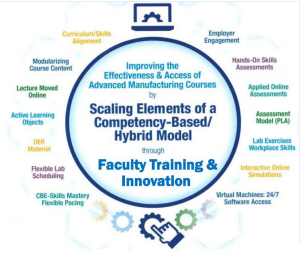 Curriculum/Skills
Alignment
Employer
Engagement
Modularizing
Course Content
Hands-On Skills
Assessments
Lecture Moved
Online
Applied Online
Assessments
Active Learning
Objects
Assessment
Model (PLA)
OER
Material
Lab Exercises
Workplace Skills
Flexible Lab
Scheduling
Interactive Online
Simulations
CBE-Skills Mastery
Flexible Pacing
Virtual Machines: 24/7
Software Access
Improving the
Effectiveness & Access of
Advanced Manufacturing Courses
by
Scaling Elements of a
Competency-Based/
Hybrid Model
through
Faculty Training &
Innovation